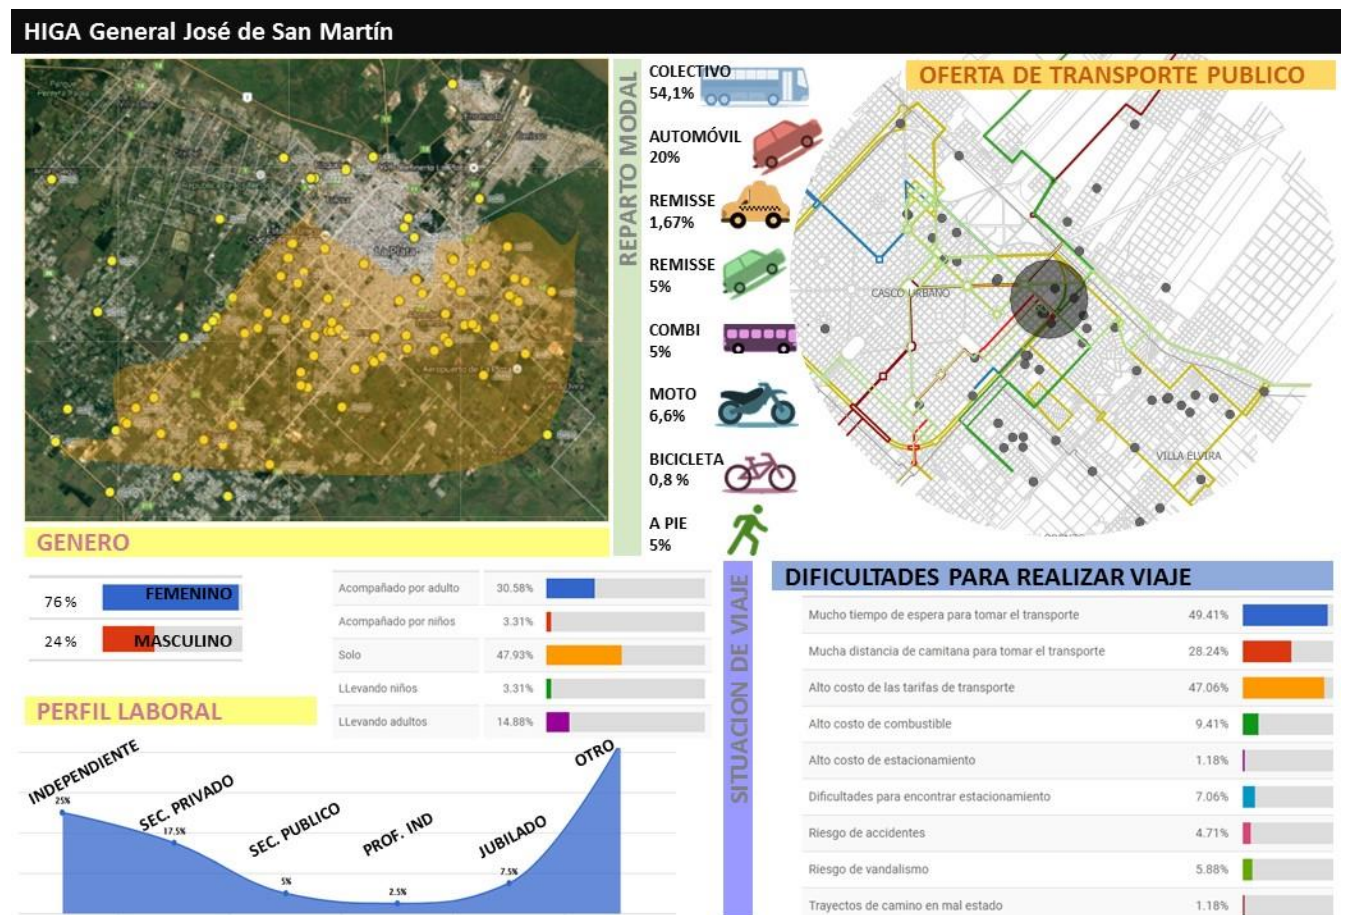 HIGA General José de San Martín
La Plata
GENERO
76%
FEMENINO
24%
MASCULINO
PERFIL LABORAL
INDEPENDIENTE
25%
SEC. PRIVADO
17.5%
SEC. PUBLICO
5%
PROF. IND
2.5%
JUBILADO
7.5%
OTRO
Acompañado por adulto 30.58%
Acompañado por niños 3.31%
Solo 47.93%
LLevando niños 3.31%
LLevando adultos 14.88%
REPARTO MODAL
COLECTIVO
54,1%
AUTOMÓVIL
20%
REMISSE
1,67%
REMISSE
5%
COMBI
5%
MOTO
6,6%
BICICLETA
0,8 %
A PIE
5%
OFERTA DE TRANSPORTE PUBLICO
CASCO URBANO
VILLA ELVIRA
SITUACION DE VIAJE
DIFICULTADES PARA REALIZAR VIAJE
Mucho tiempo de espera para tomar el transporte 49.41%
Mucha distancia de camitana para tomar el transporte 28.24%
Alto costo de las tarifas de transporte 47.06%
Alto costo de combustible 9.41%
Alto costo de estacionamiento 1.18%
Dificultades para encontrar estacionamiento 7.06%
Riesgo de accidentes 4.71%
Riesgo de vandalismo 5.88%
Trayectos de camino en mal estado 1.18%